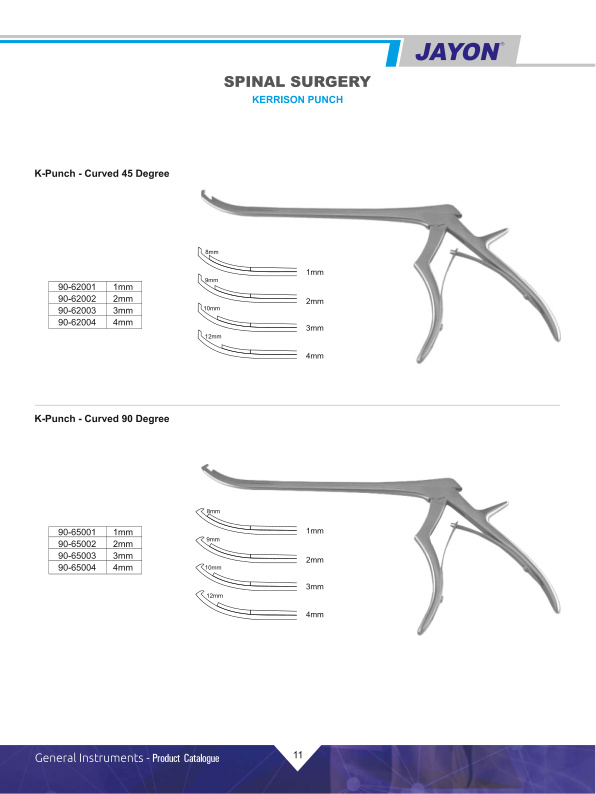 JAYON®
SPINAL SURGERY
KERRISON PUNCH
K-Punch - Curved 45 Degree
90-62001 1mm
90-62002 2mm
90-62003 3mm
90-62004 4mm
8mm
1mm
9mm
2mm
10mm
3mm
12mm
4mm
K-Punch - Curved 90 Degree
90-65001 1mm
90-65002 2mm
90-65003 3mm
90-65004 4mm
8mm
1mm
9mm
2mm
10mm
3mm
12mm
4mm
General Instruments - Product Catalogue
11